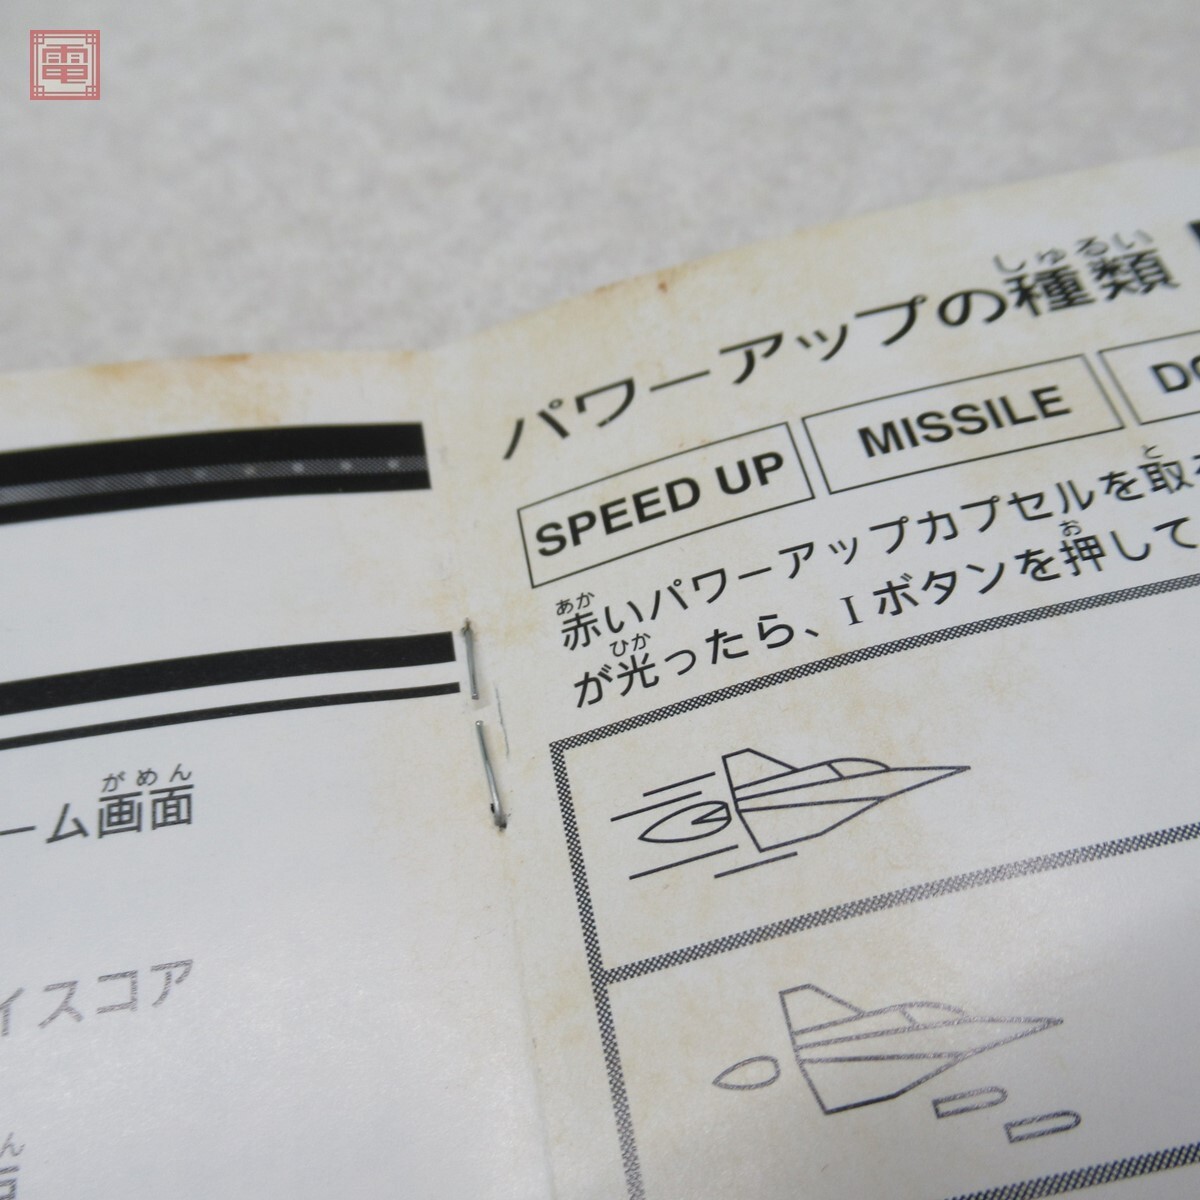 電
しゅるい
パワーアップの種類
SPEED UP
MISSILE
と
赤いパワーアップカプセルを取
あか
お
が光ったら、Iボタンを押して
ひか
がめん
ーム画面
イスコア
ん